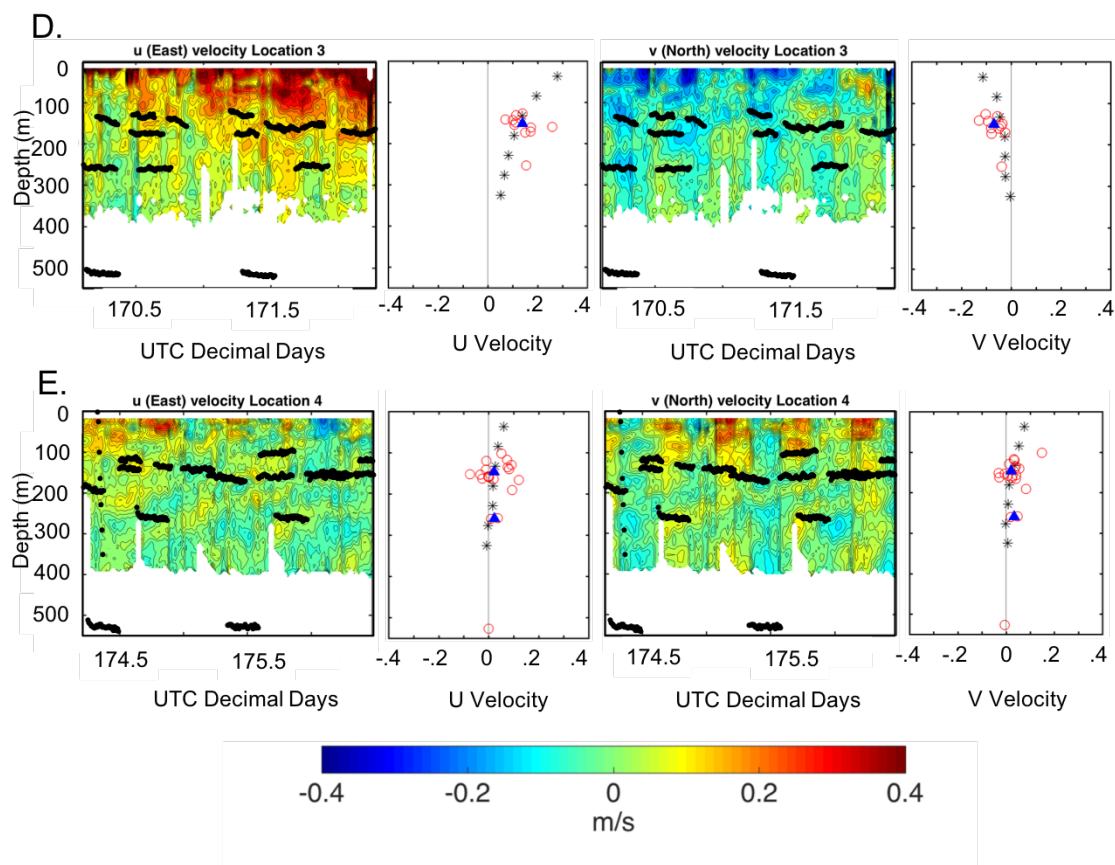 D.
u (East) velocity Location 3
v (North) velocity Location 3
Depth (m)
0
100
200
300
400
500
170.5 171.5
-.4 -.2 0 .2 .4
170.5 171.5
-.4 -.2 0 .2 .4
UTC Decimal Days
U Velocity
UTC Decimal Days
V Velocity
E.
u (East) velocity Location 4
v (North) velocity Location 4
Depth (m)
0
100
200
300
400
500
174.5 175.5
-.4 -.2 0 .2 .4
174.5 175.5
-.4 -.2 0 .2 .4
UTC Decimal Days
U Velocity
UTC Decimal Days
V Velocity
-0.4 -0.2 0 0.2 0.4
m/s